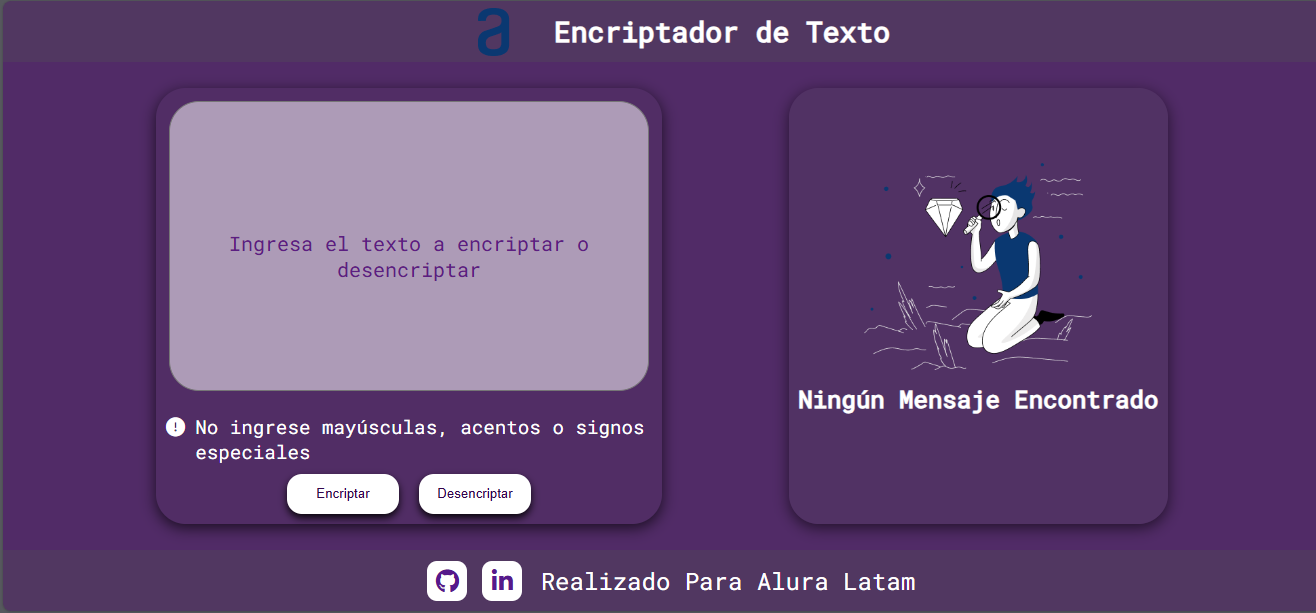 a Encriptador de Texto
Ingresa el texto a encriptar o
desencriptar
! No ingrese mayúsculas, acentos o signos
especiales
Encriptar
Desencriptar
Ningún Mensaje Encontrado
in Realizado Para Alura Latam